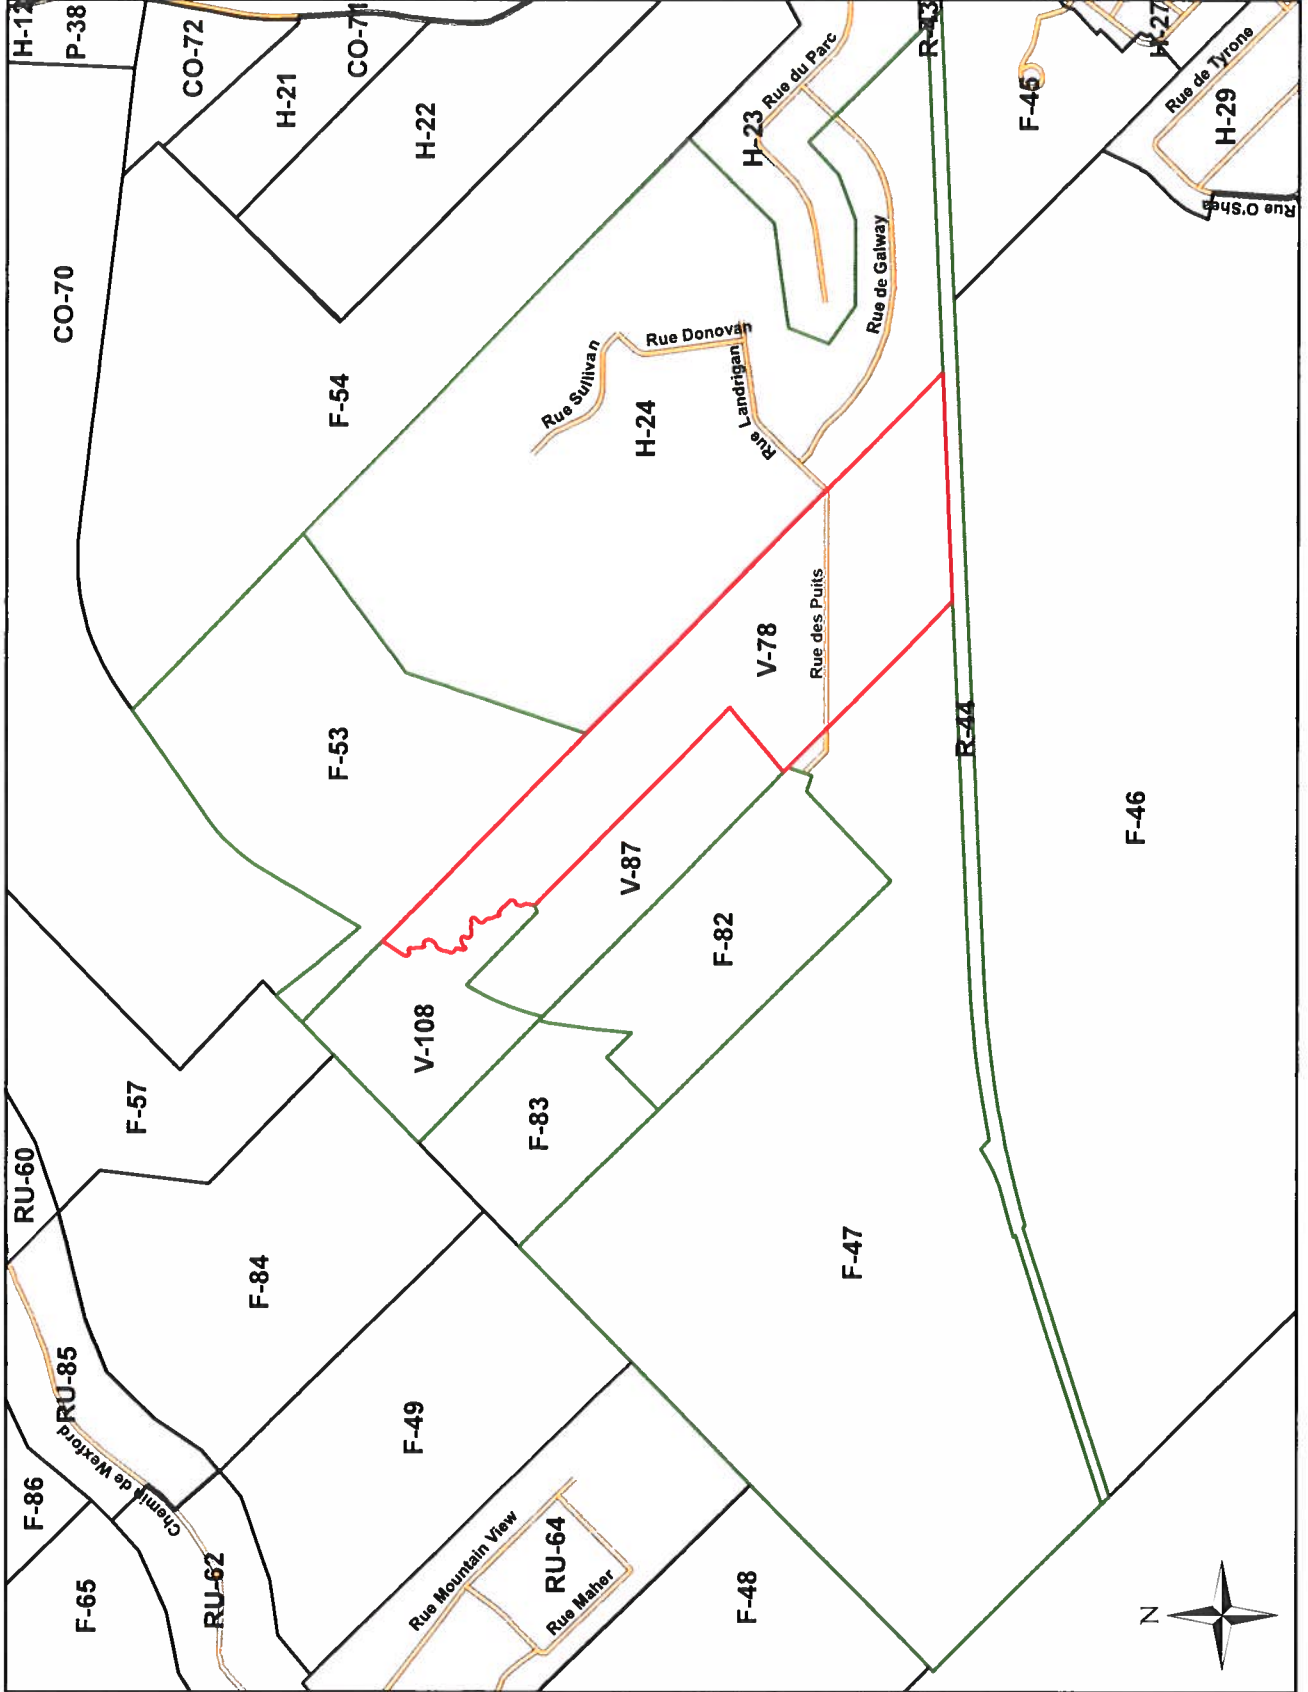 H-12
P-38
CO-72
CO-71
H-21
H-22
CO-70
F-54
F-53
F-57
RU-60
RU-85
Chemin de Wexford
F-86
F-65
RU-62
F-84
F-49
Rue Mountain View
RU-64
Rue Maher
F-48
F-83
V-108
V-87
F-82
V-78
Rue des Puits
H-24
Rue Sullivan
Rue Donovan
Rue Landrigan
Rue de Galway
H-23
Rue du Parc
R-43
F-45
H-27
Rue de Tyrone
H-29
Rue O'Shea
R-44
F-46
F-47
N